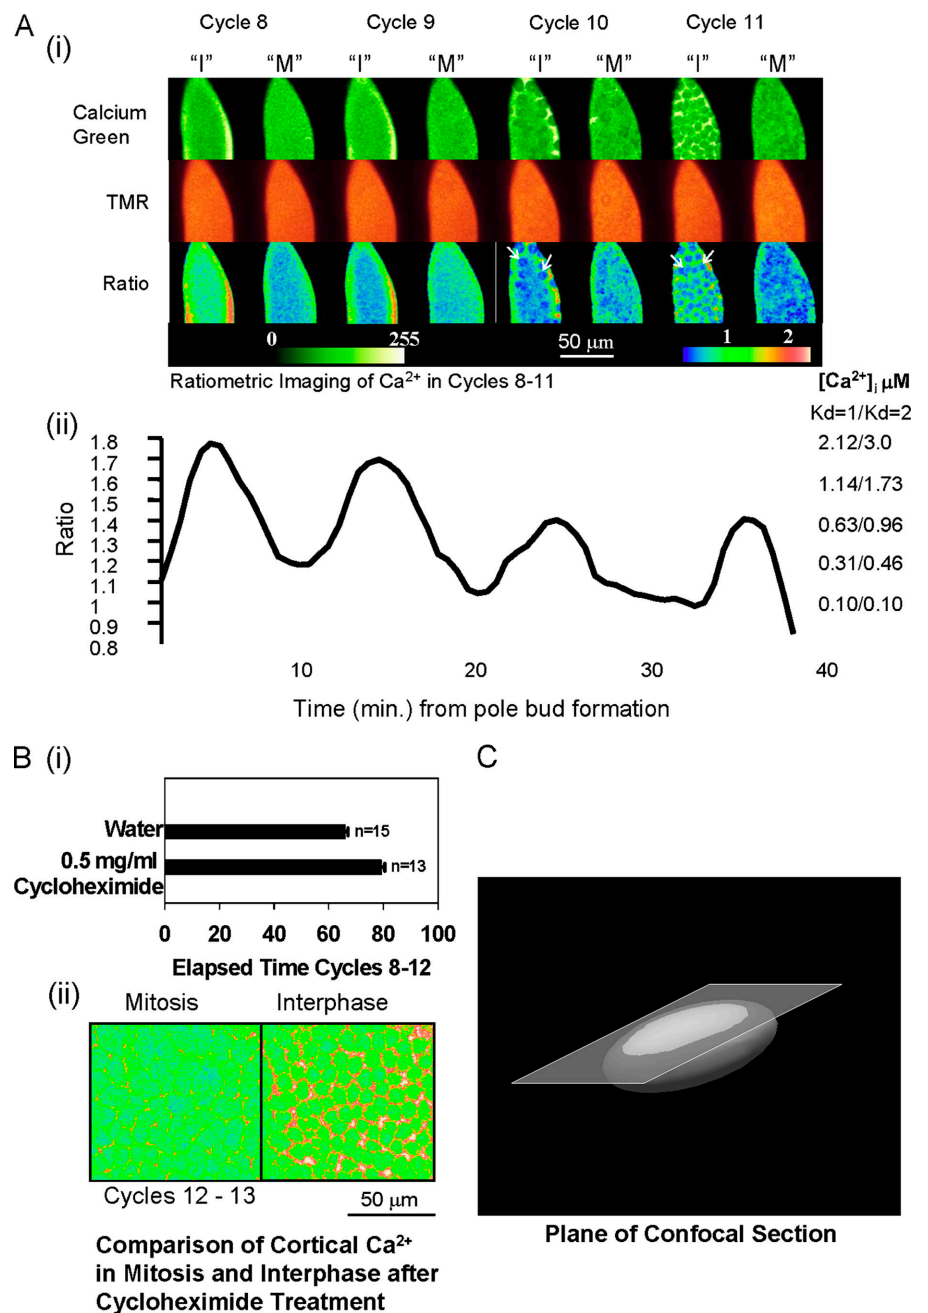 A
(i)
Cycle 8 Cycle 9 Cycle 10 Cycle 11
“I” “M” “I” “M” “I” “M” “I” “M”
Calcium
Green
TMR
Ratio
0 255
50 μm
1 2
Ratiometric Imaging of Ca2+ in Cycles 8-11
[Ca2+]i μM
Kd=1/Kd=2
2.12/3.0
1.14/1.73
0.63/0.96
0.31/0.46
0.10/0.10
(ii)
Ratio
1.8
1.7
1.6
1.5
1.4
1.3
1.2
1.1
1
0.9
0.8
10 20 30 40
Time (min.) from pole bud formation
B (i)
Water
n=15
0.5 mg/ml
Cycloheximide
n=13
0 20 40 60 80 100
Elapsed Time Cycles 8-12
(ii)
Mitosis Interphase
Cycles 12 - 13
50 μm
Comparison of Cortical Ca2+
in Mitosis and Interphase after
Cycloheximide Treatment
C
Plane of Confocal Section